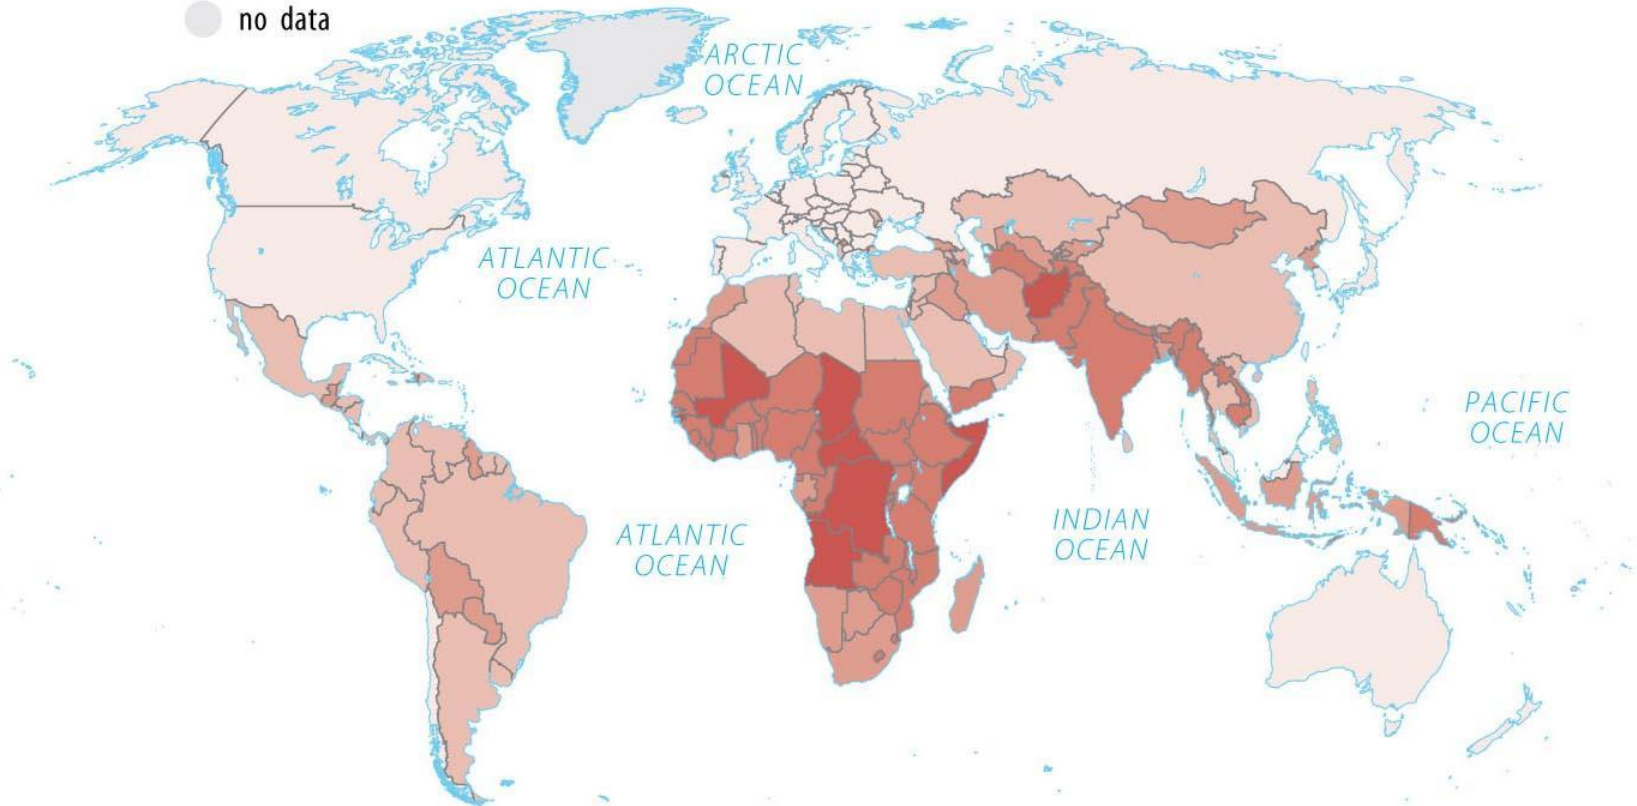 no data
ARCTIC
OCEAN
ATLANTIC
OCEAN
PACIFIC
OCEAN
ATLANTIC
OCEAN
INDIAN
OCEAN